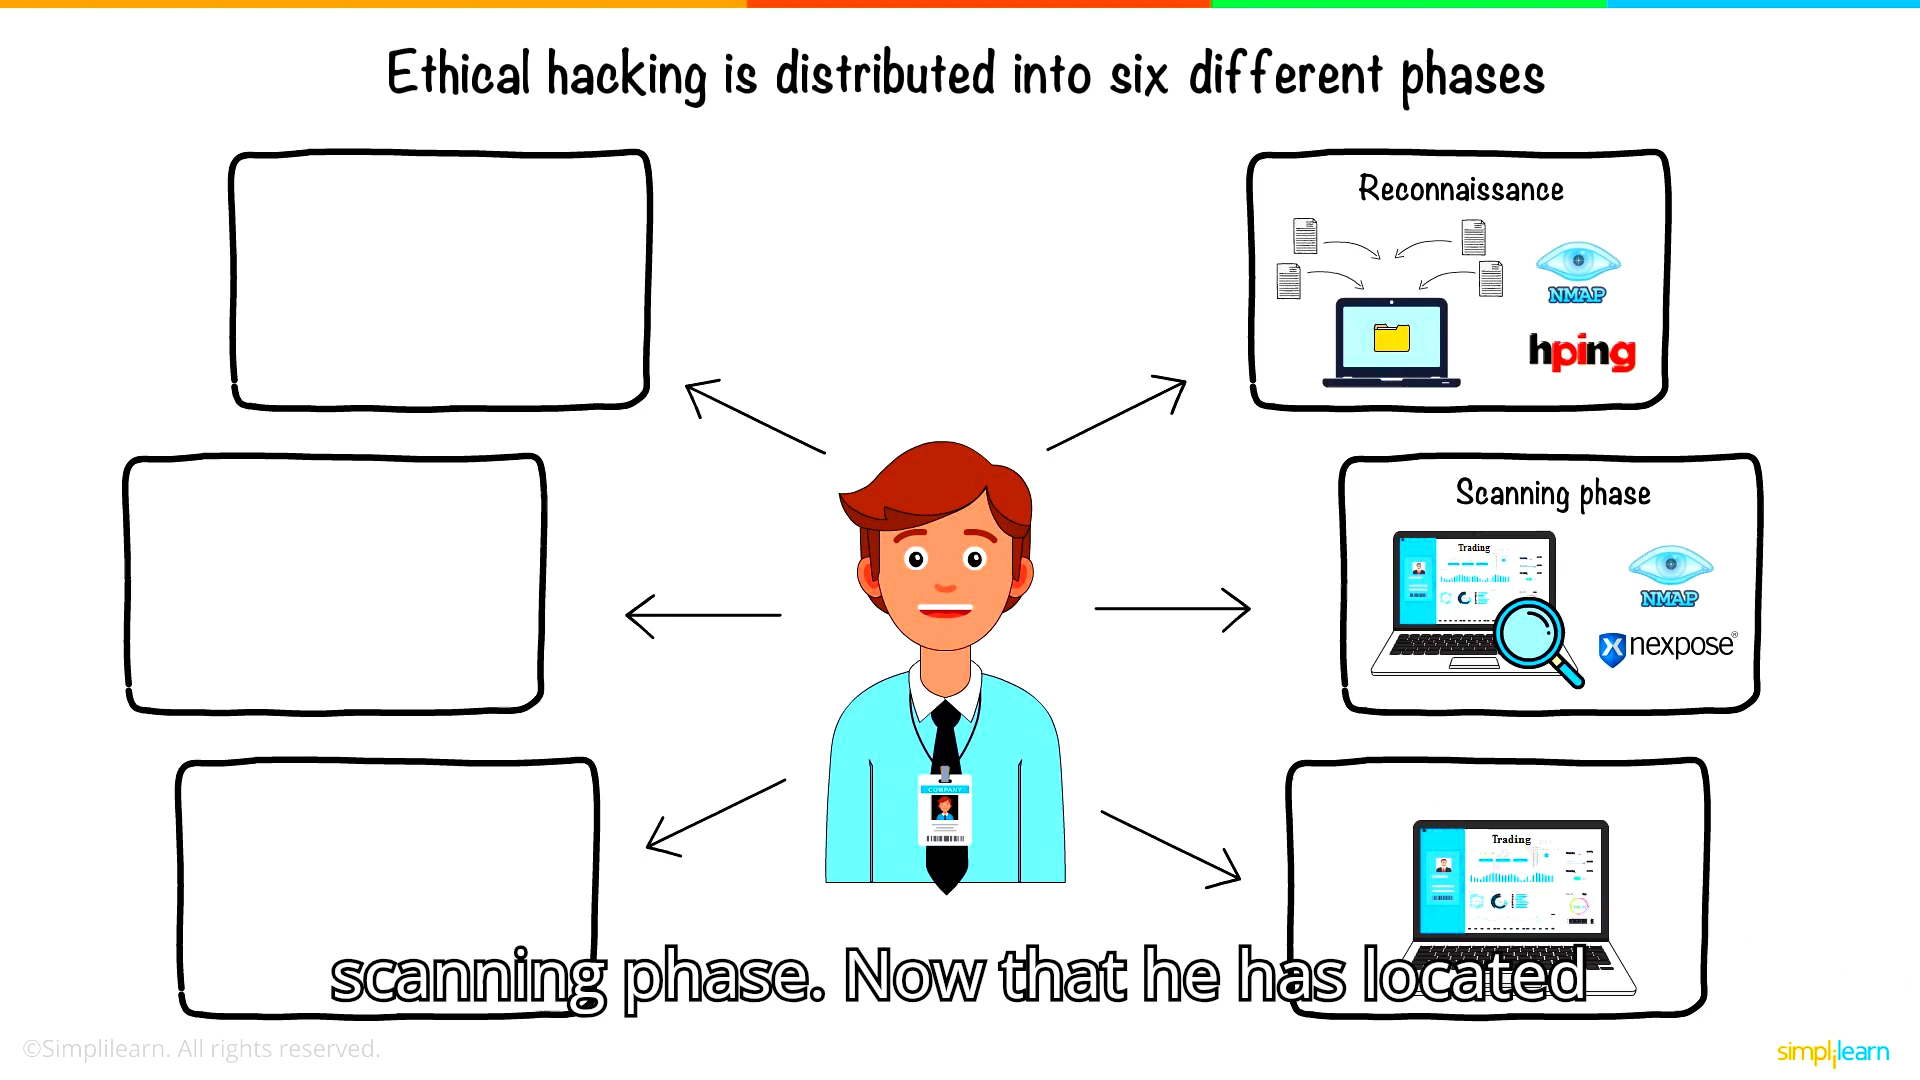 Ethical hacking is distributed into six different phases
Reconnaissance
NMAP
hping
Scanning phase
Trading
NMAP
nexpose®
COMPANY
Trading
scanning phase. Now that he has located
©Simplilearn. All rights reserved.
simplilearn